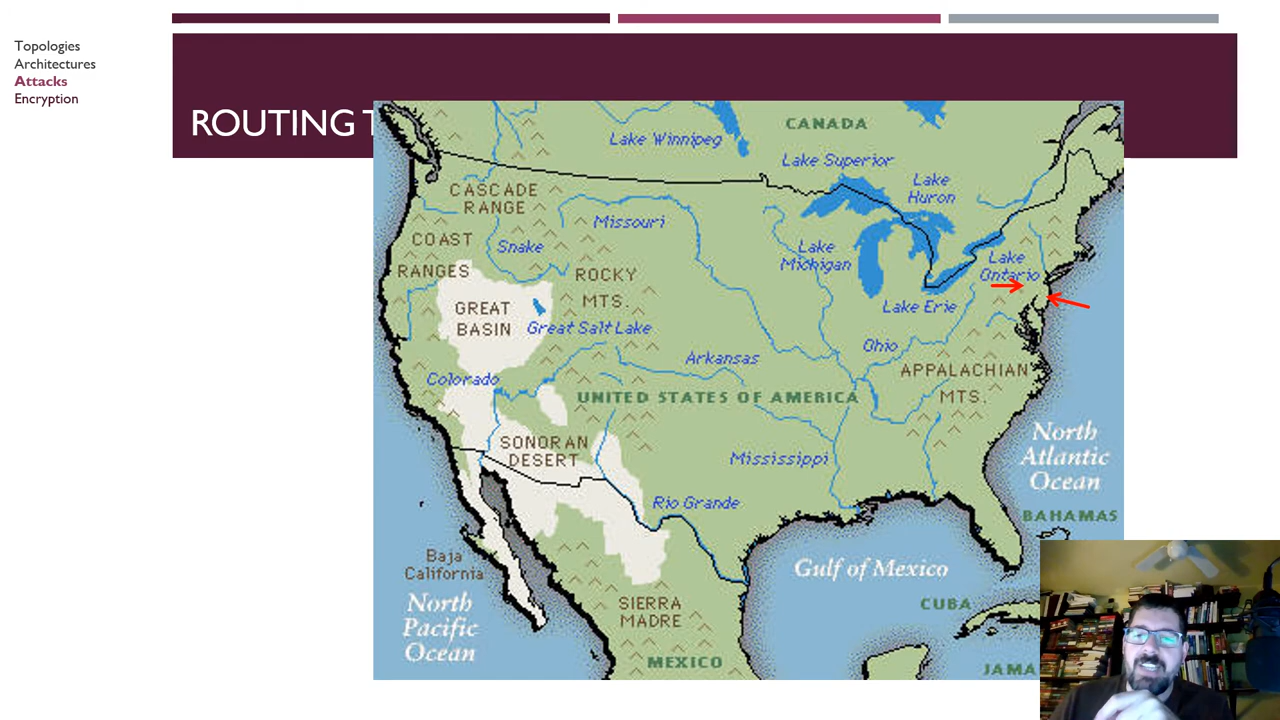 Topologies
Architectures
Attacks
Encryption
ROUTING T
CANADA
Lake Winnipeg
Lake Superior
Lake
Huron
CASCADE
RANGE
Missouri
COAST
RANGES
Snake
Lake
Michigan
Lake
Ontario
ROCKY
MTS.
GREAT
BASIN
Great Salt Lake
Lake Erie
Ohio
Arkansas
APPALACHIAN
MTS.
Colorado
UNITED STATES OF AMERICA
SONORAN
DESERT
Mississippi
North
Atlantic
Ocean
Rio Grande
BAHAMAS
Baja
California
Gulf of Mexico
North
Pacific
Ocean
SIERRA
MADRE
CUBA
MEXICO
JAMA